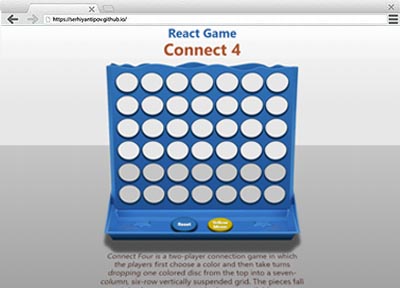 https://serhiyantipov.github.io/
React Game
Connect 4
Reset
Yellow
Moves
Connect Four is a two-player connection game in which
the players first choose a color and then take turns
dropping one colored disc from the top into a seven-
column, six-row vertically suspended grid. The pieces fall